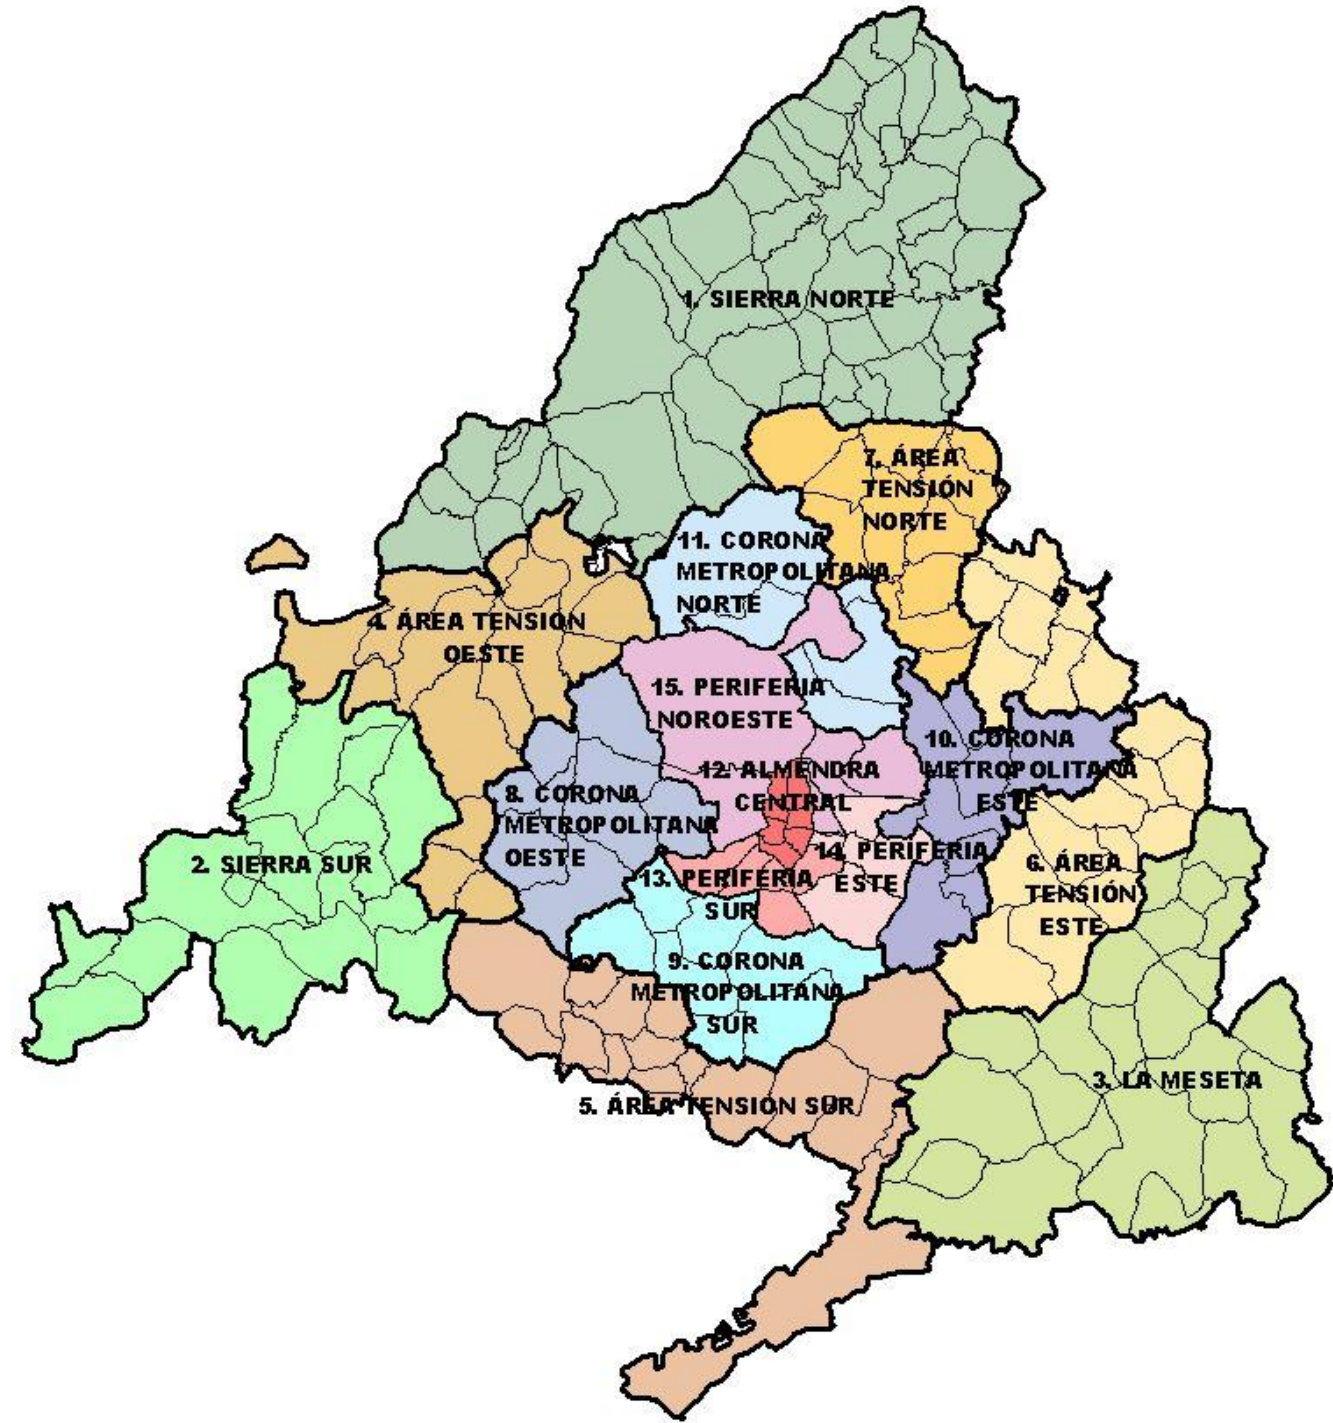 1. SIERRA NORTE
7. ÁREA
TENSIÓN
NORTE
11. CORONA
METROPOLITANA
NORTE
4. ÁREA TENSION
OESTE
15. PERIFERIA
NOROESTE
10. CORONA
METROPOLITANA
ESTE
12. ALMENDRA
CENTRAL
8. CORONA
METROPOLITANA
OESTE
2. SIERRA SUR
14. PERIFERIA
ESTE
6. ÁREA
TENSIÓN
ESTE
13. PERIFERIA
SUR
9. CORONA
METROPOLITANA
SUR
3. LA MESETA
5. ÁREA TENSION SUR